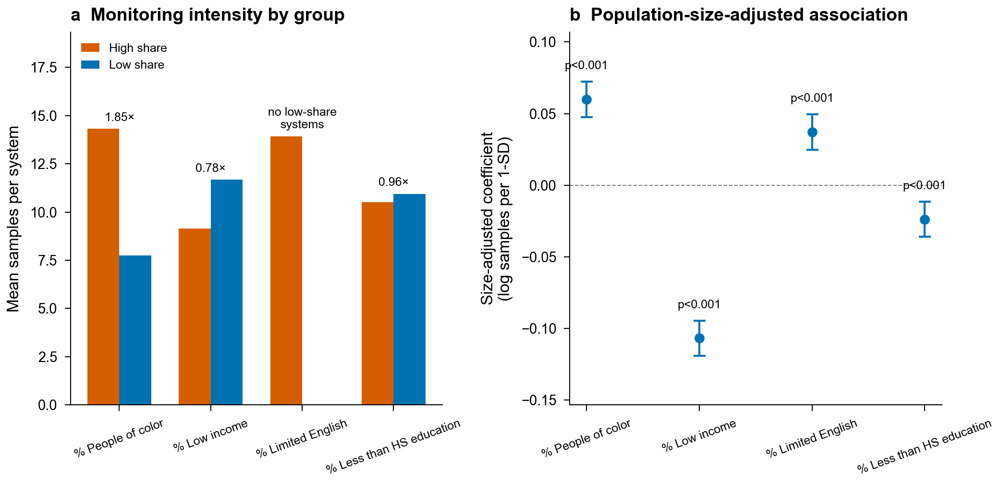 a Monitoring intensity by group
High share
Low share
17.5
15.0
12.5
10.0
7.5
5.0
2.5
0.0
Mean samples per system
1.85×
0.78×
no low-share
systems
0.96×
% People of color
% Low income
% Limited English
% Less than HS education
b Population-size-adjusted association
0.10
0.05
0.00
−0.05
−0.10
−0.15
Size-adjusted coefficient
(log samples per 1-SD)
p<0.001
p<0.001
p<0.001
p<0.001
% People of color
% Low income
% Limited English
% Less than HS education